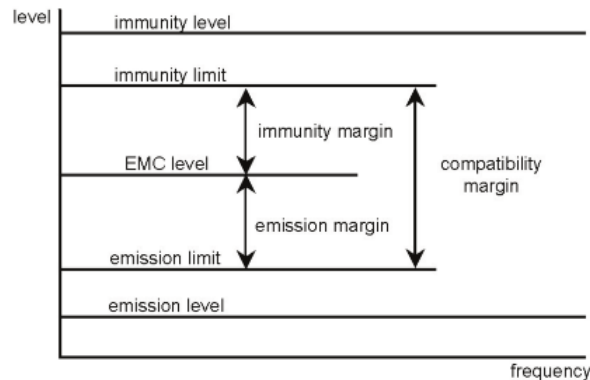 level
immunity level
immunity limit
immunity margin
EMC level
compatibility
margin
emission margin
emission limit
emission level
frequency